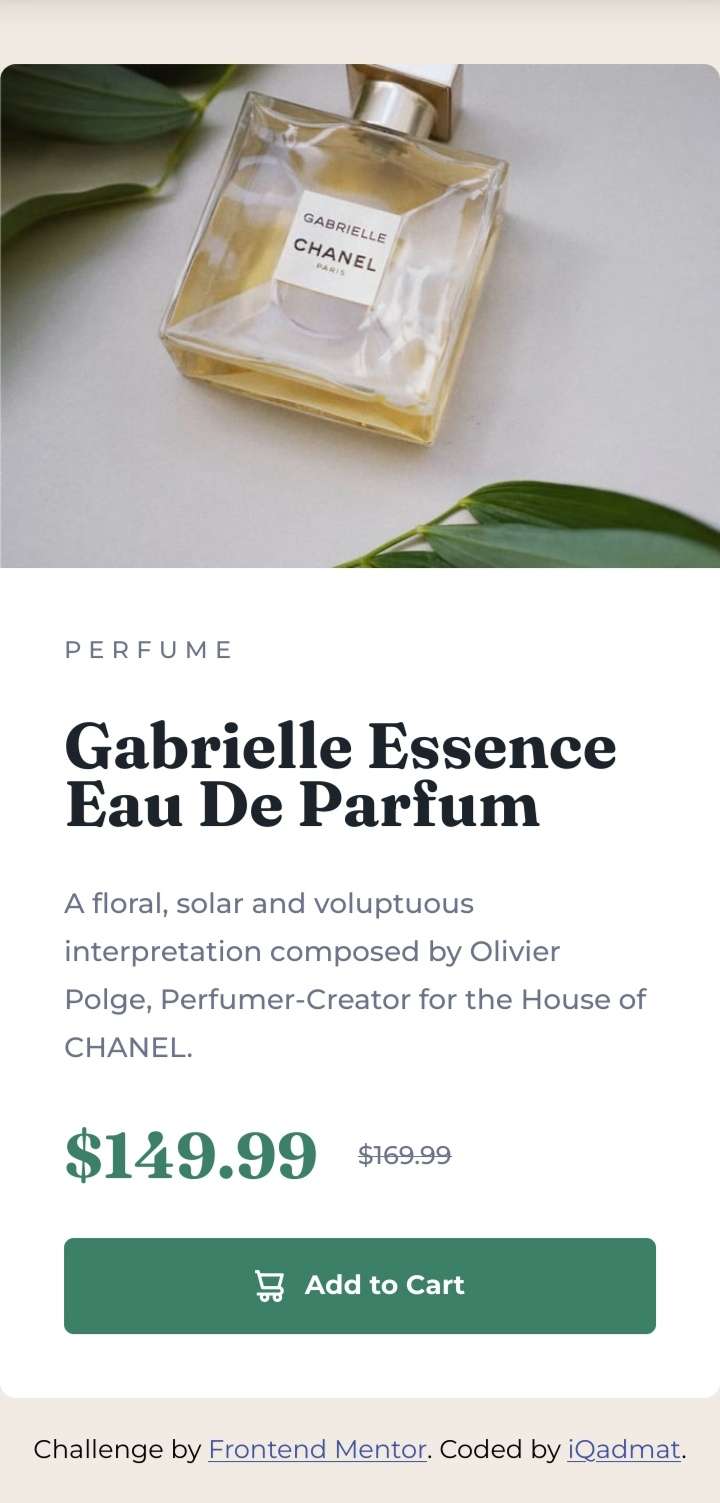 GABRIELLE
CHANEL
PARIS
PERFUME
Gabrielle Essence
Eau De Parfum
A floral, solar and voluptuous
interpretation composed by Olivier
Polge, Perfumer-Creator for the House of
CHANEL.
$149.99 $169.99
Add to Cart
Challenge by Frontend Mentor. Coded by iQadmat.